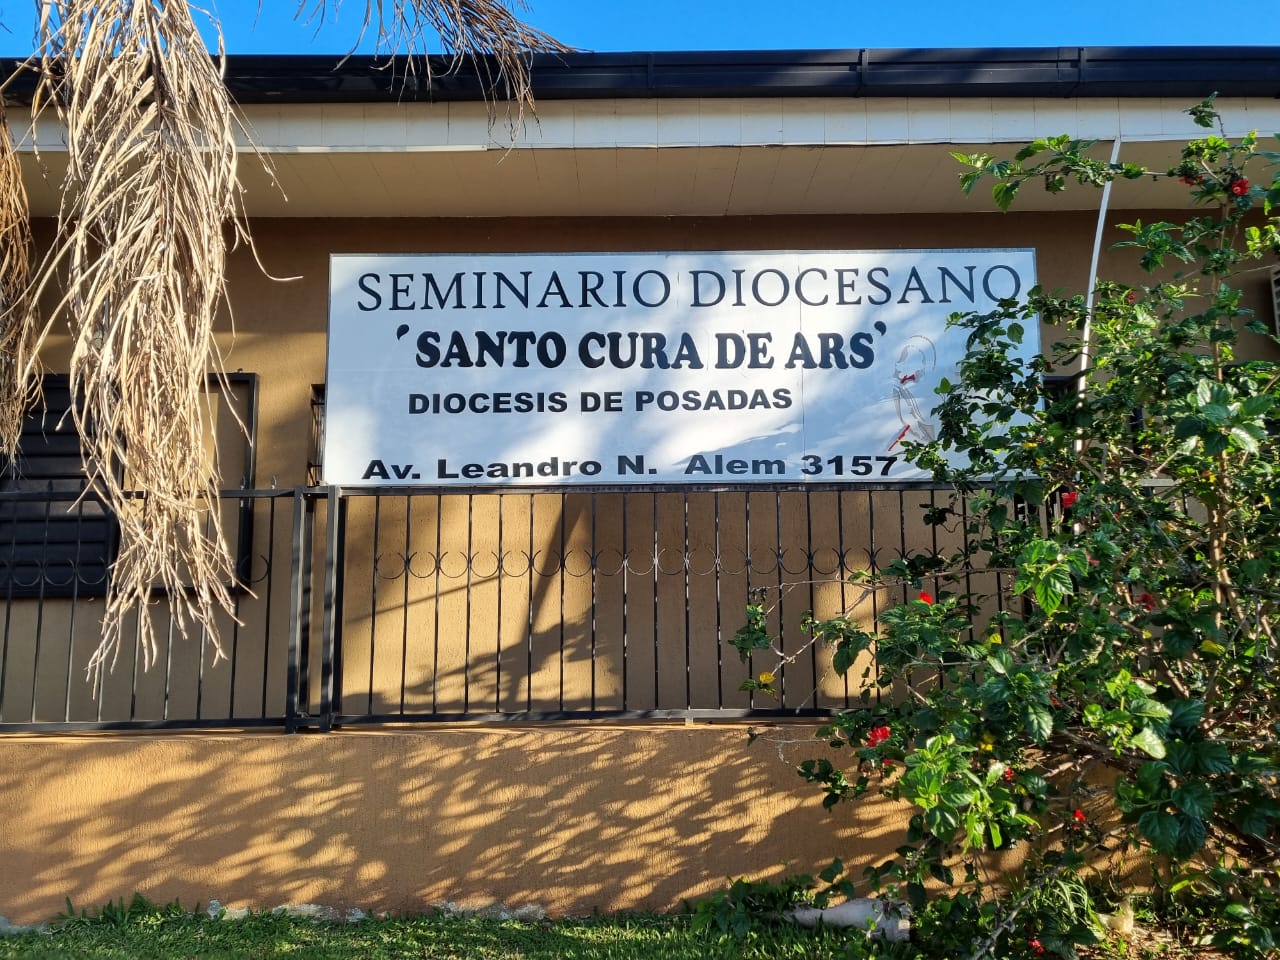 SEMINARIO DIOCESANO
‘SANTO CURA DE ARS’
DIOCESIS DE POSADAS
Av. Leandro N. Alem 3157